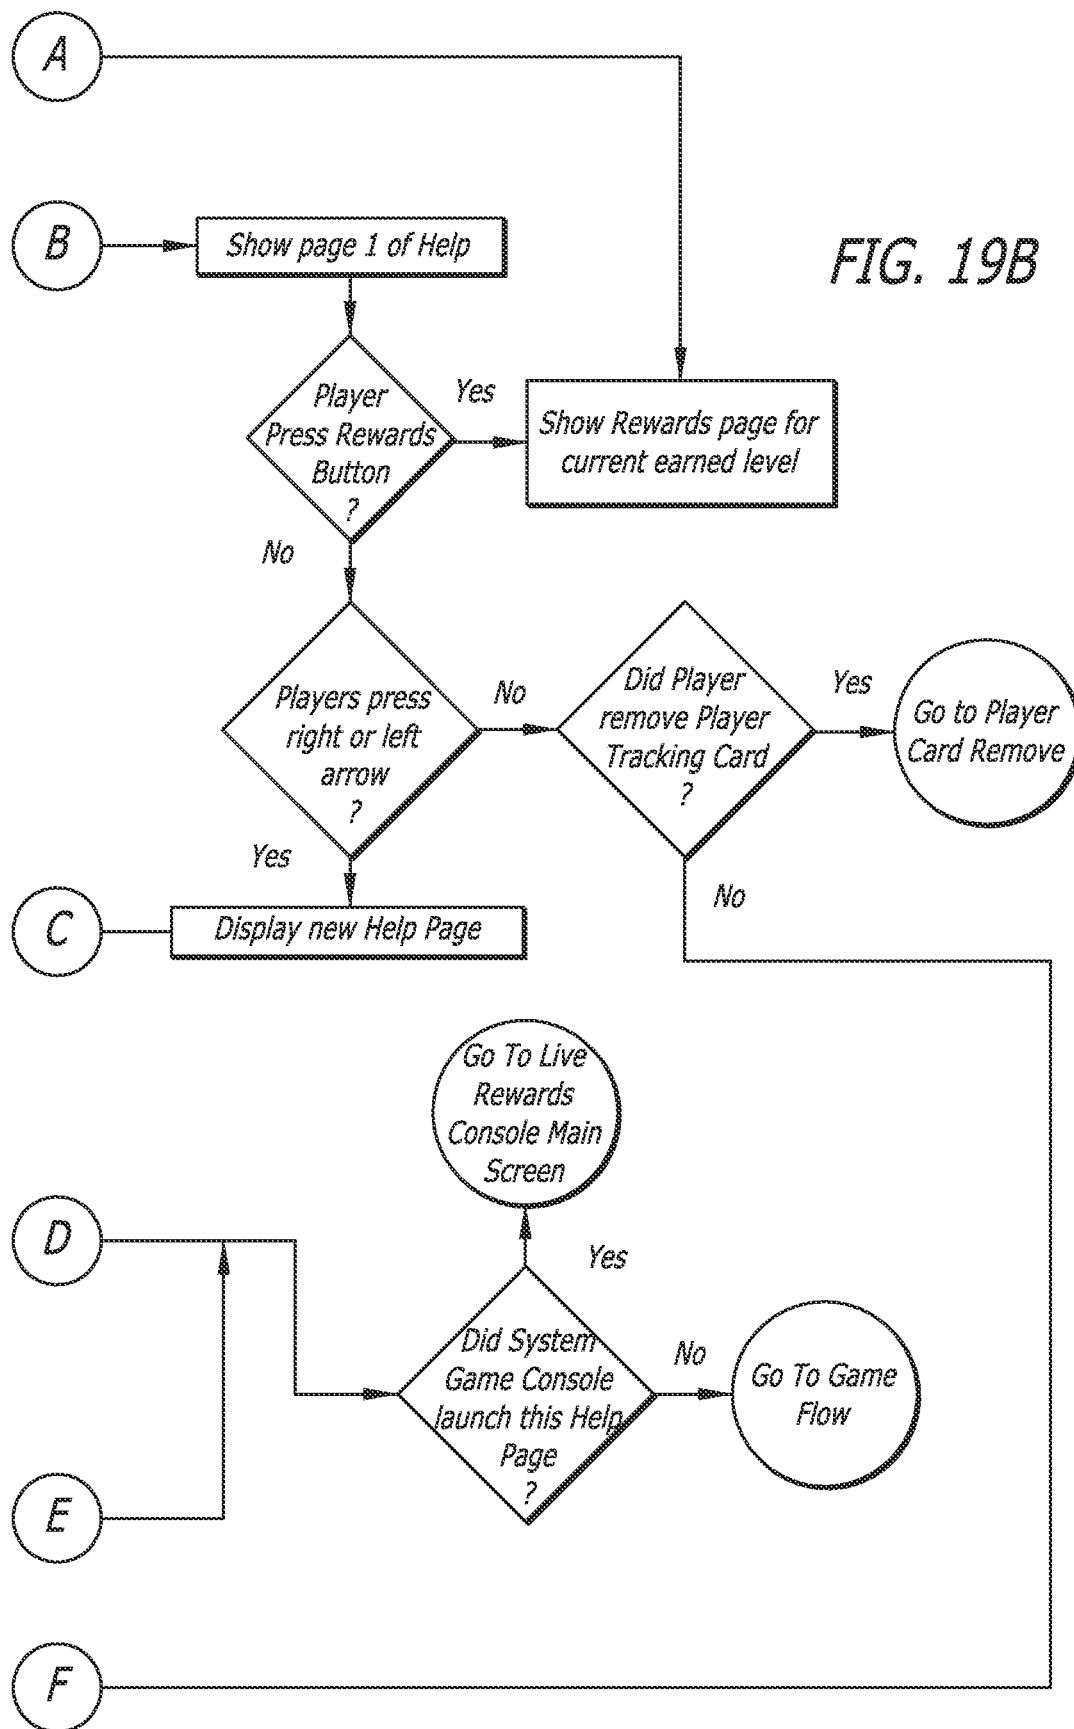 A
B
Show page 1 of Help
FIG. 19B
Player
Press Rewards
Button
?
Yes
Show Rewards page for
current earned level
No
Players press
right or left
arrow
?
No
Did Player
remove Player
Tracking Card
?
Yes
Go to Player
Card Remove
Yes
No
C
Display new Help Page
Go To Live
Rewards
Console Main
Screen
D
Yes
Did System
Game Console
launch this Help
Page
?
No
Go To Game
Flow
E
F